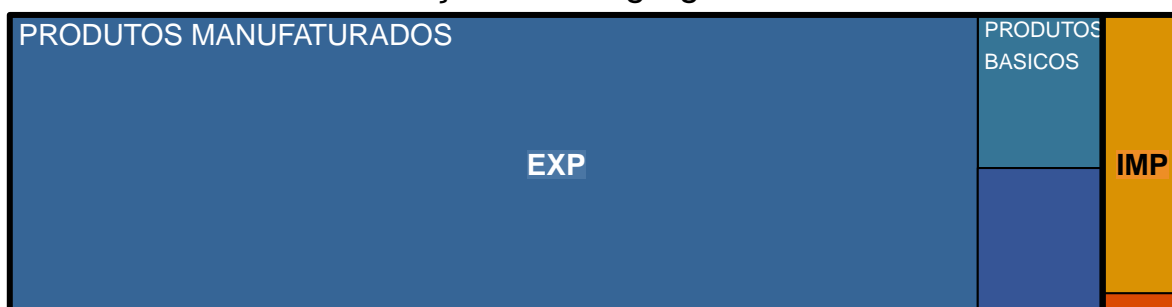 PRODUTOS MANUFATURADOS
PRODUTOS
BASICOS
EXP
IMP